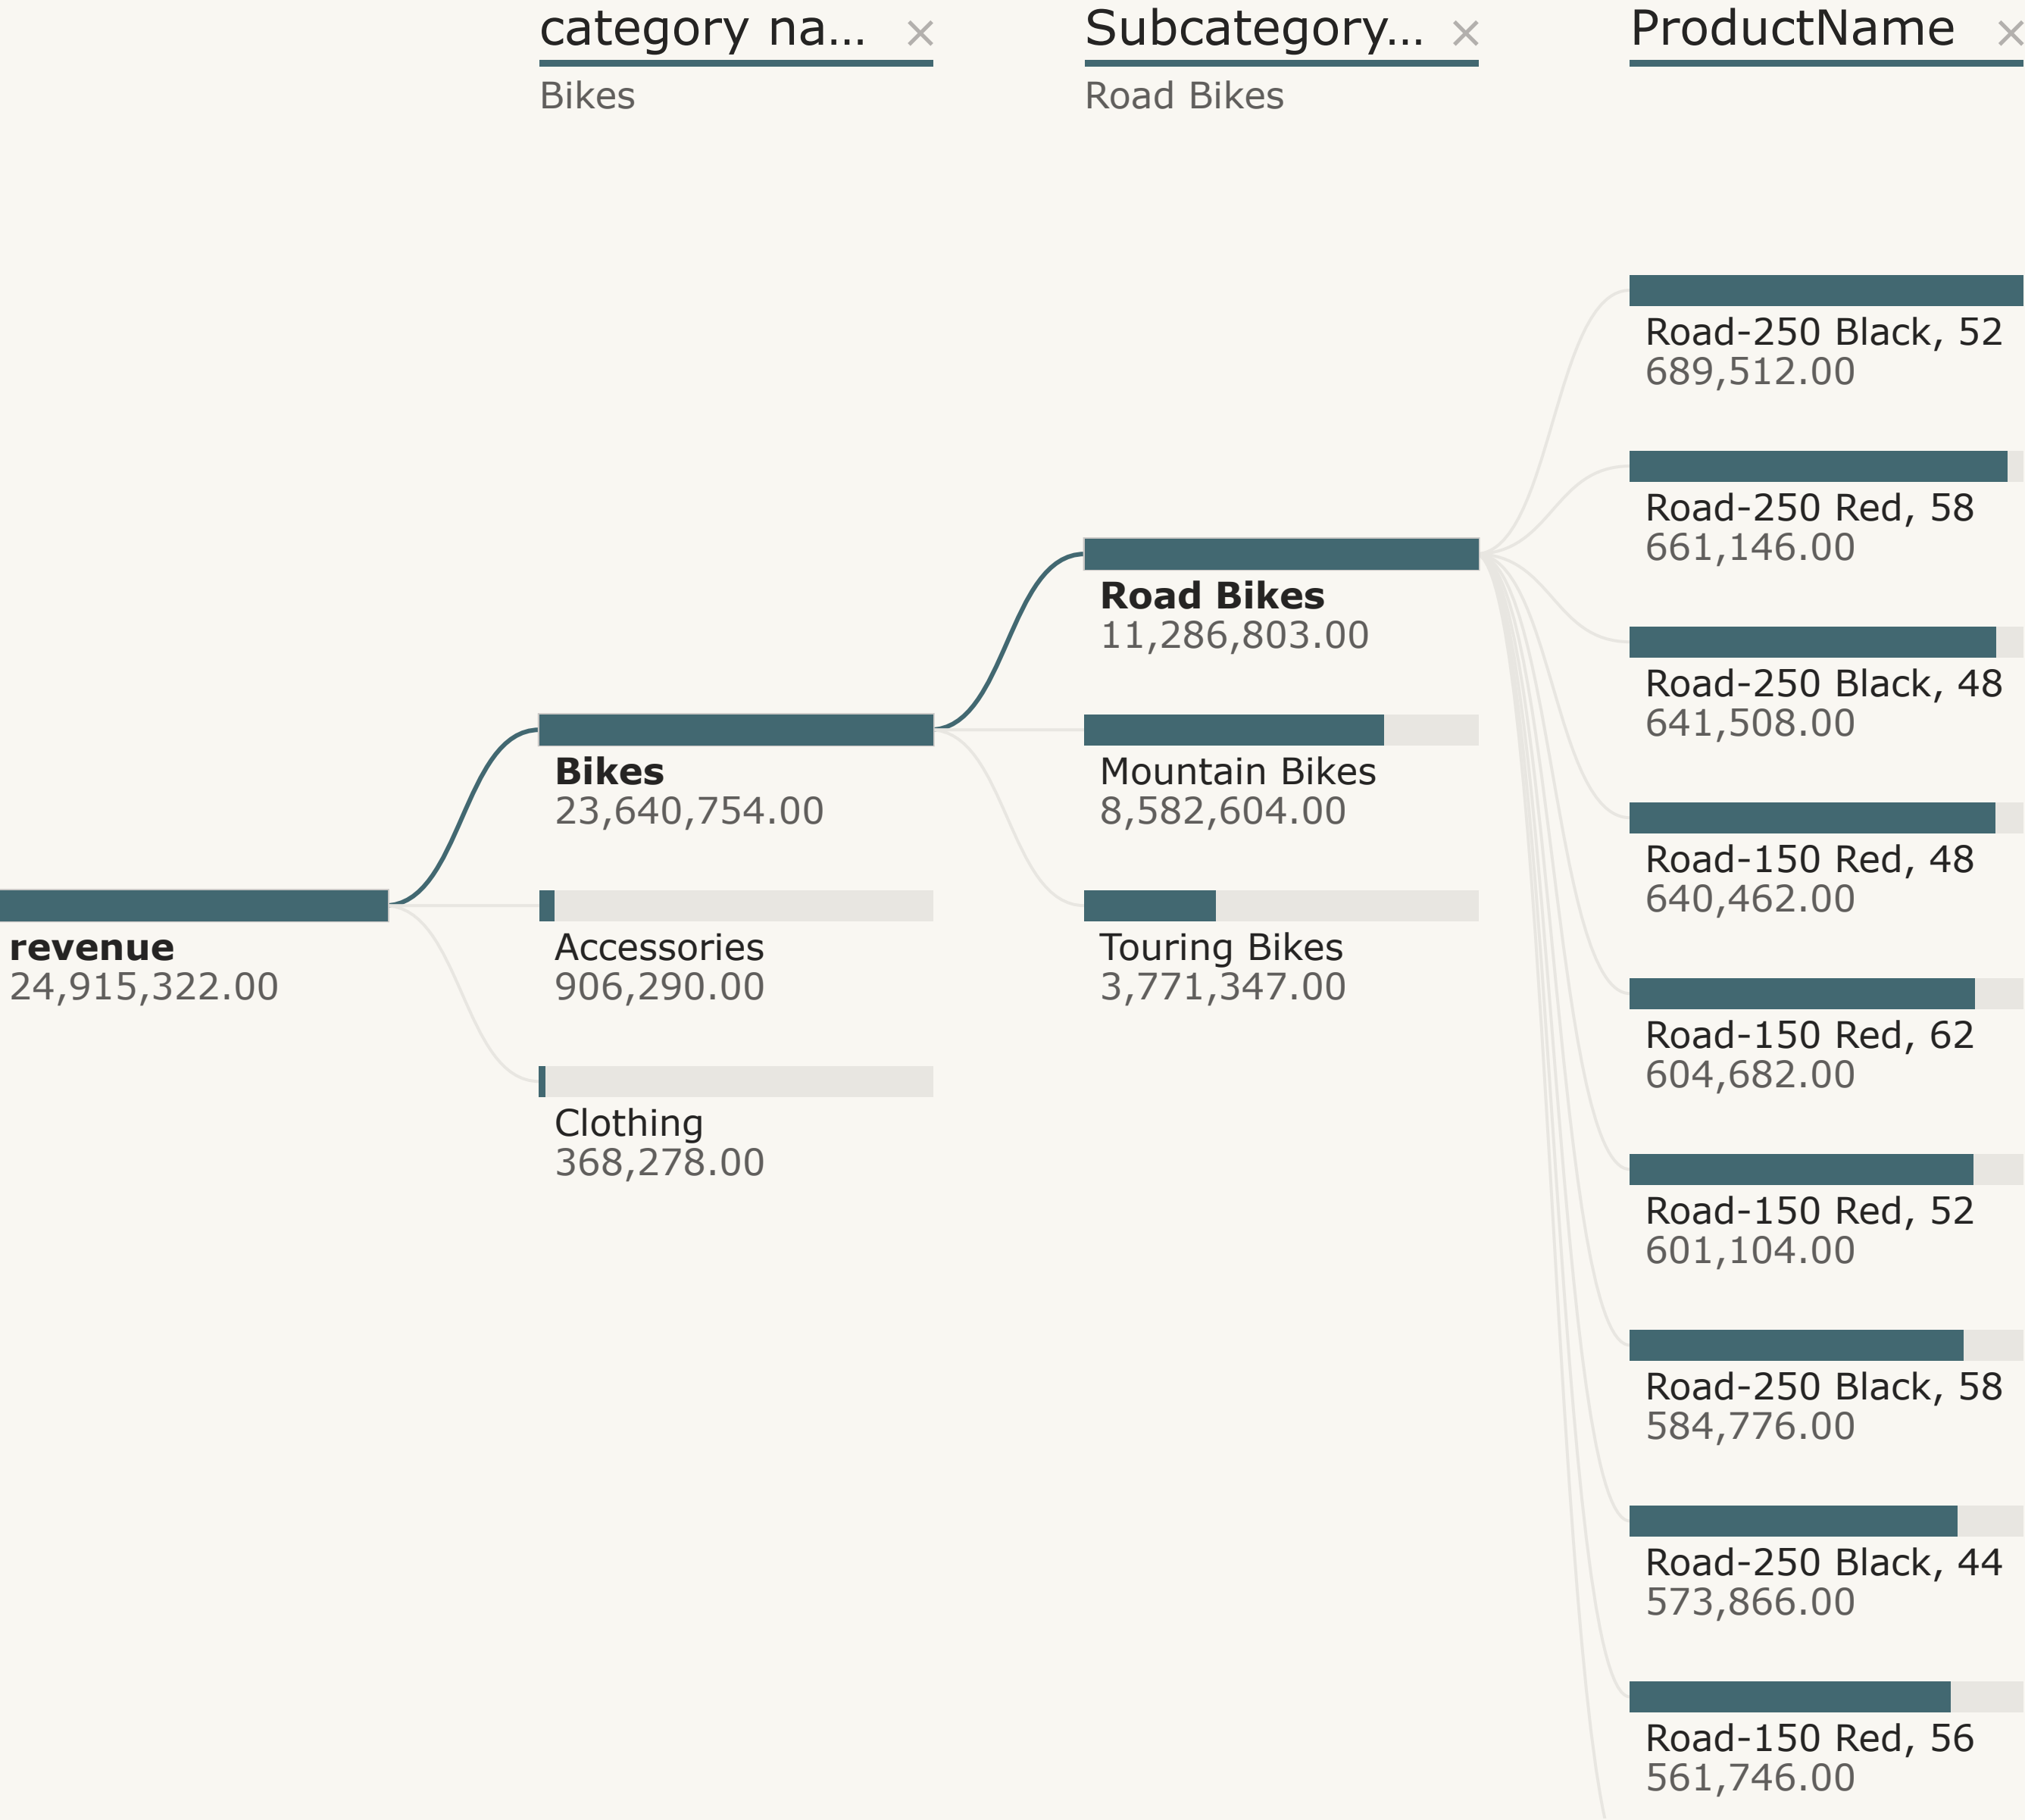 category na...
×
Subcategory...
×
ProductName
×
Bikes
Road Bikes
revenue
24,915,322.00
Bikes
23,640,754.00
Accessories
906,290.00
Clothing
368,278.00
Road Bikes
11,286,803.00
Mountain Bikes
8,582,604.00
Touring Bikes
3,771,347.00
Road-250 Black, 52
689,512.00
Road-250 Red, 58
661,146.00
Road-250 Black, 48
641,508.00
Road-150 Red, 48
640,462.00
Road-150 Red, 62
604,682.00
Road-150 Red, 52
601,104.00
Road-250 Black, 58
584,776.00
Road-250 Black, 44
573,866.00
Road-150 Red, 56
561,746.00